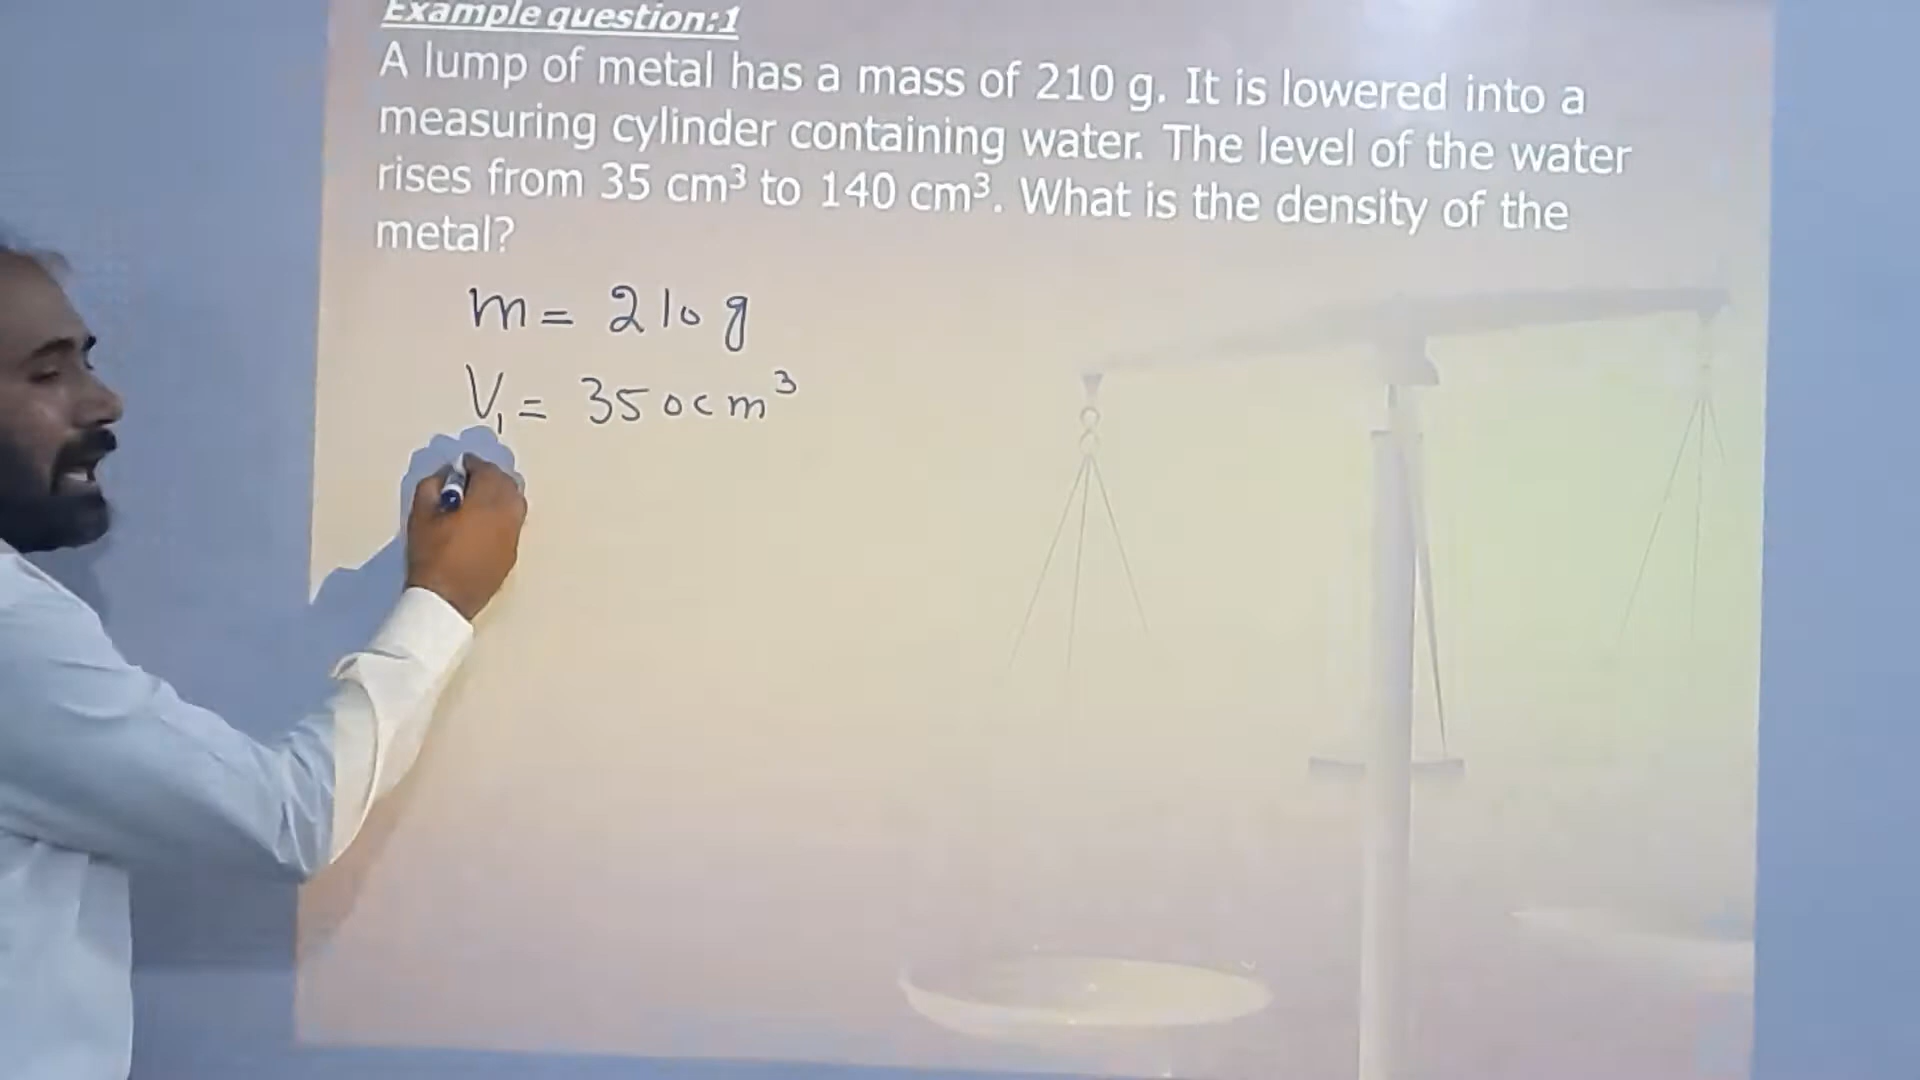 Example question:1
A lump of metal has a mass of 210 g. It is lowered into a
measuring cylinder containing water. The level of the water
rises from 35 cm³ to 140 cm³. What is the density of the
metal?
m = 210 g
V₁ = 350cm³